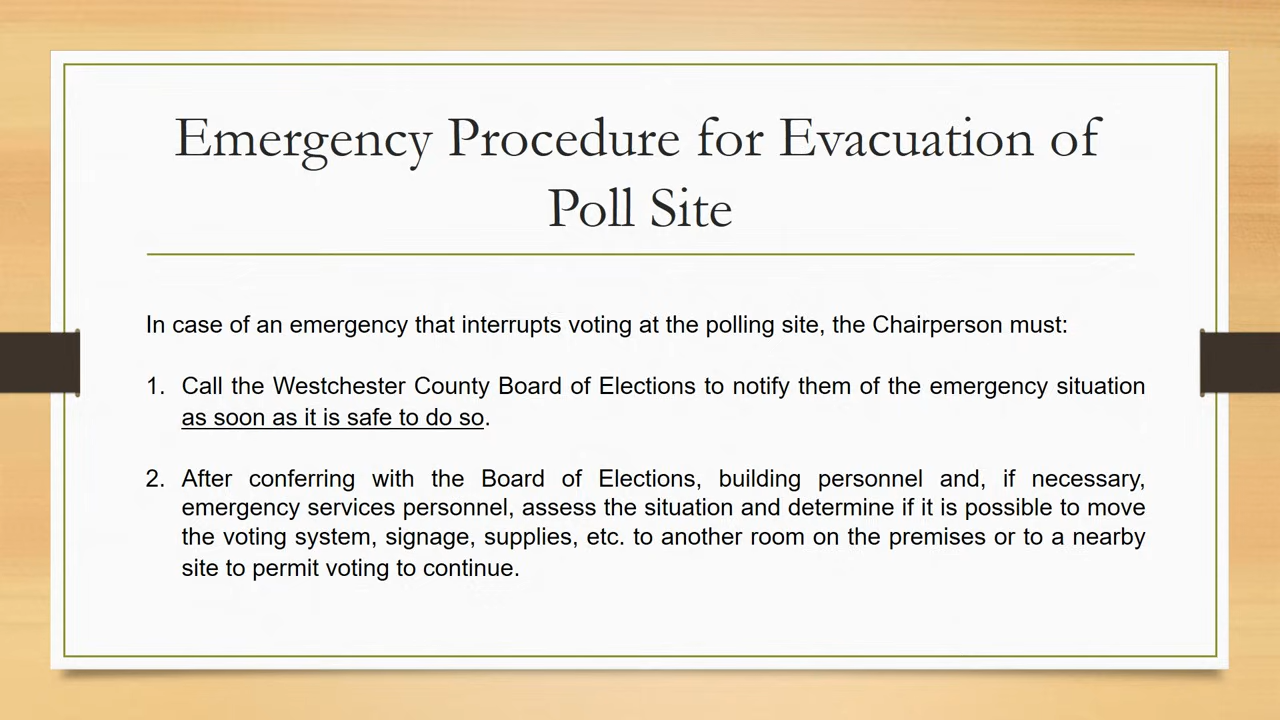 Emergency Procedure for Evacuation of
Poll Site
In case of an emergency that interrupts voting at the polling site, the Chairperson must:
1. Call the Westchester County Board of Elections to notify them of the emergency situation
as soon as it is safe to do so.
2. After conferring with the Board of Elections, building personnel and, if necessary,
emergency services personnel, assess the situation and determine if it is possible to move
the voting system, signage, supplies, etc. to another room on the premises or to a nearby
site to permit voting to continue.